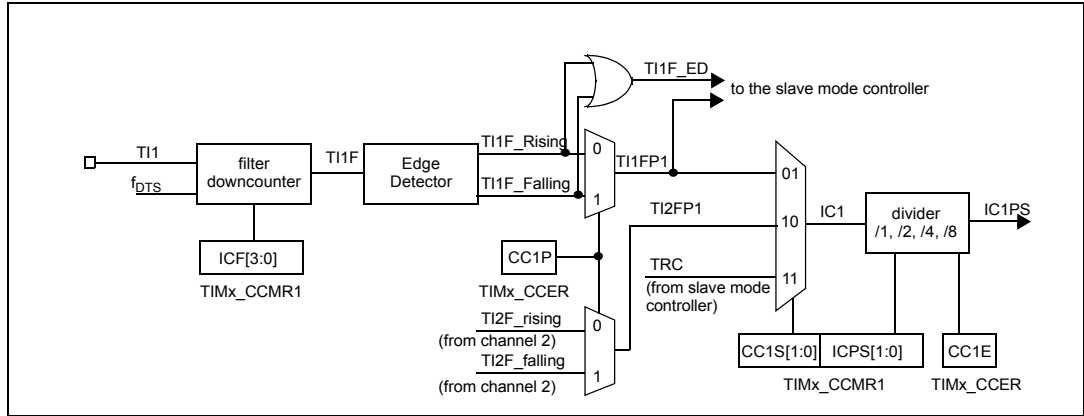 TI1F_ED
to the slave mode controller
TI1
f_DTS
filter
downcounter
TI1F
Edge
Detector
TI1F_Rising
TI1F_Falling
0
1
TI1FP1
01
TI2FP1
10
IC1
divider
/1, /2, /4, /8
IC1PS
ICF[3:0]
TIMx_CCMR1
CC1P
TIMx_CCER
TRC
(from slave mode
controller)
11
TI2F_rising
(from channel 2)
0
TI2F_falling
(from channel 2)
1
CC1S[1:0]
ICPS[1:0]
TIMx_CCMR1
CC1E
TIMx_CCER